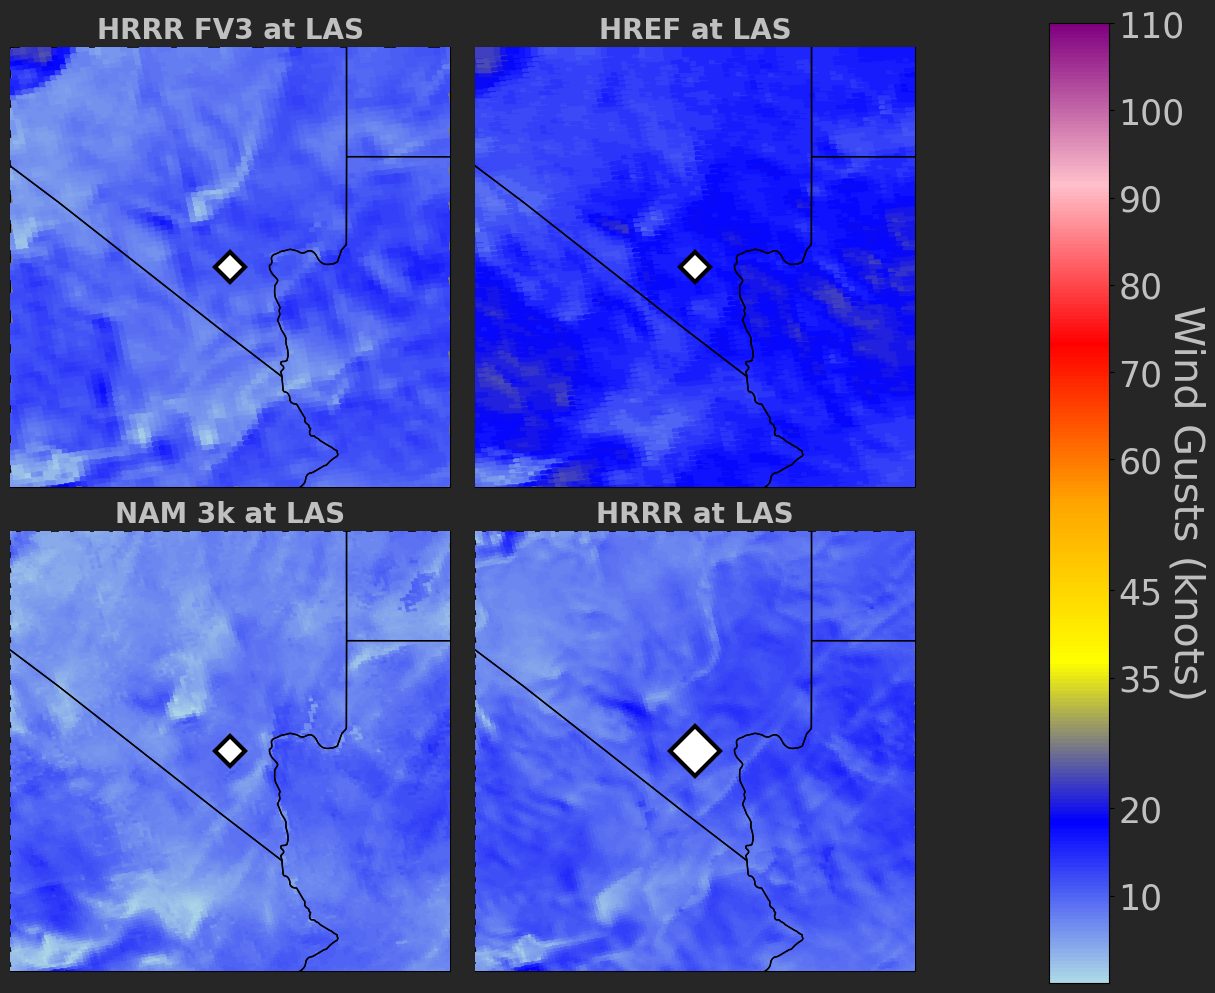 HRRR FV3 at LAS
HREF at LAS
NAM 3k at LAS
HRRR at LAS
110
100
90
80
70
60
45
35
20
10
Wind Gusts (knots)